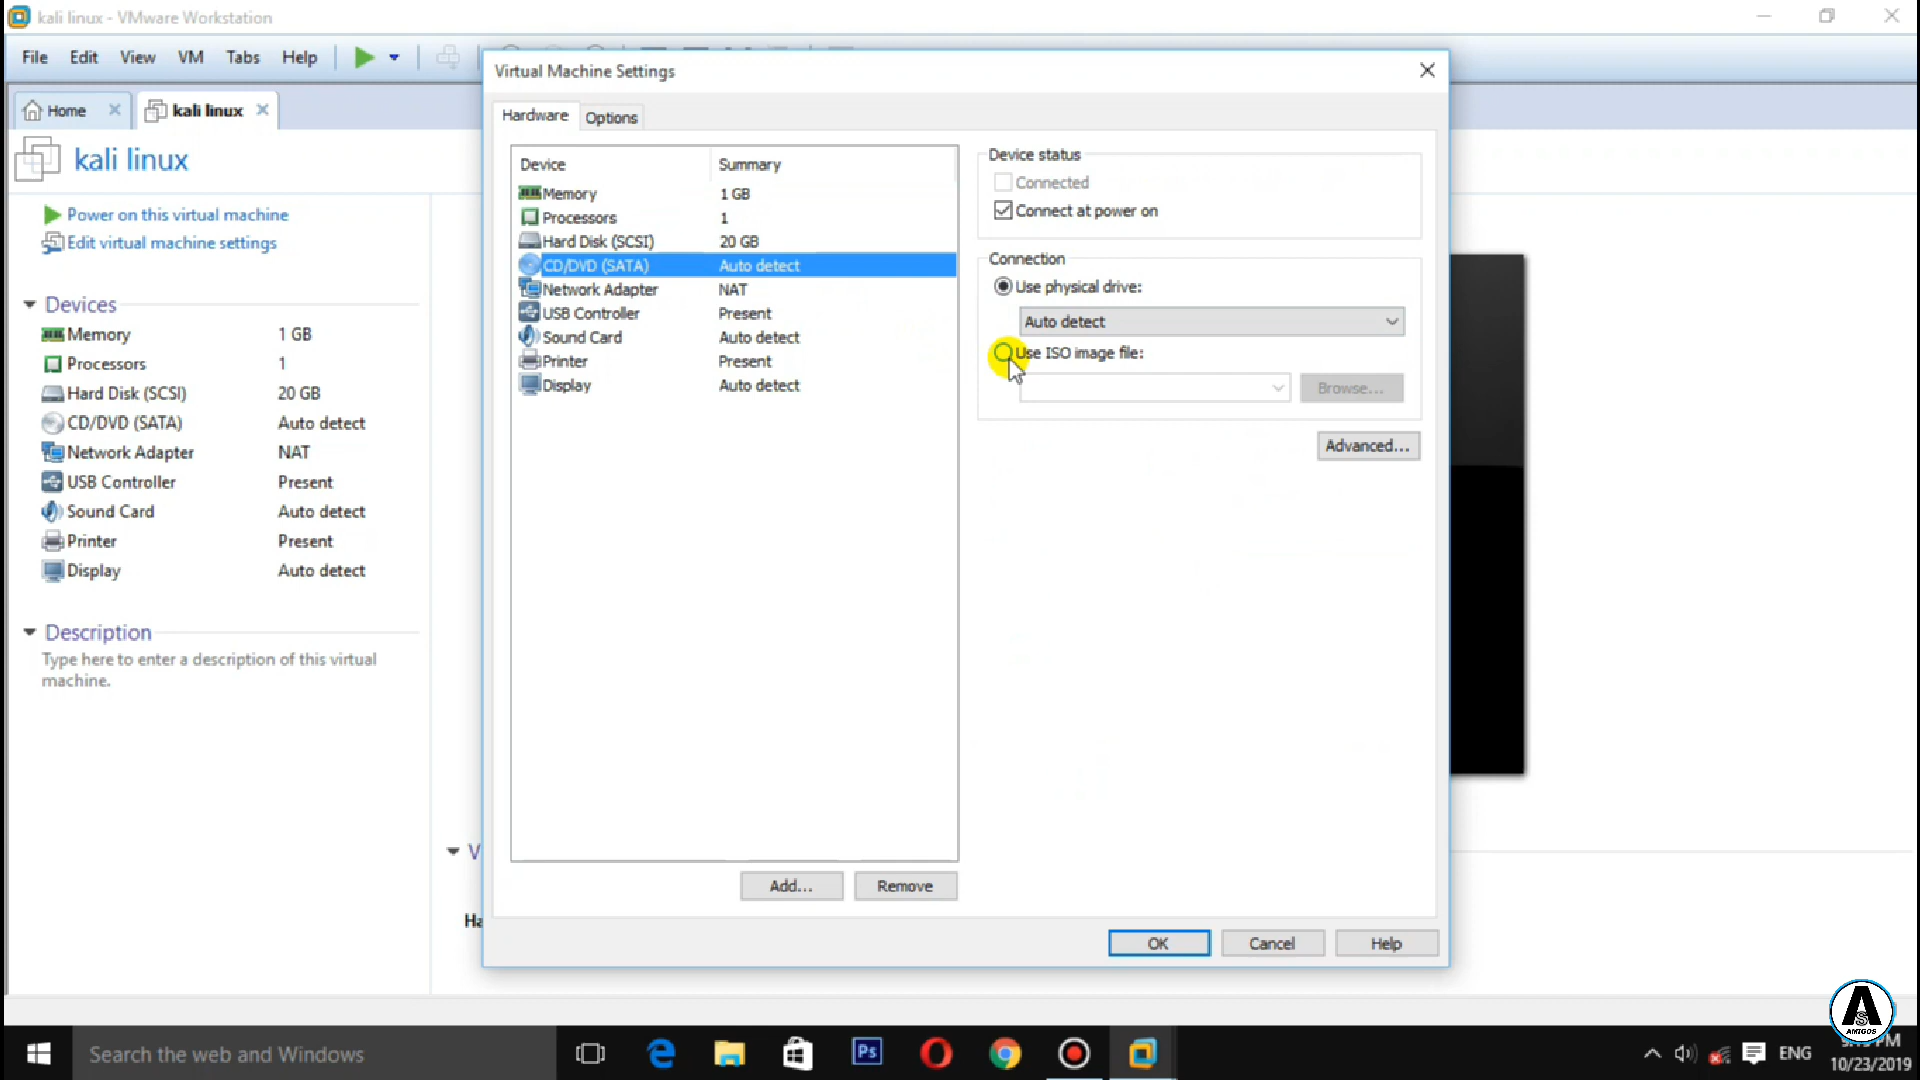 kali linux - VMware Workstation
File Edit View VM Tabs Help
Home
kali linux
kali linux
Power on this virtual machine
Edit virtual machine settings
Devices
Memory 1 GB
Processors 1
Hard Disk (SCSI) 20 GB
CD/DVD (SATA) Auto detect
Network Adapter NAT
USB Controller Present
Sound Card Auto detect
Printer Present
Display Auto detect
Description
Type here to enter a description of this virtual
machine.
Virtual Machine Settings
Hardware Options
Device Summary
Memory 1 GB
Processors 1
Hard Disk (SCSI) 20 GB
CD/DVD (SATA) Auto detect
Network Adapter NAT
USB Controller Present
Sound Card Auto detect
Printer Present
Display Auto detect
Add... Remove
Device status
Connected
Connect at power on
Connection
Use physical drive:
Auto detect
Use ISO image file:
Browse...
Advanced...
OK Cancel Help
Search the web and Windows
Ps
ENG
PM
10/23/2019
AMIGOS